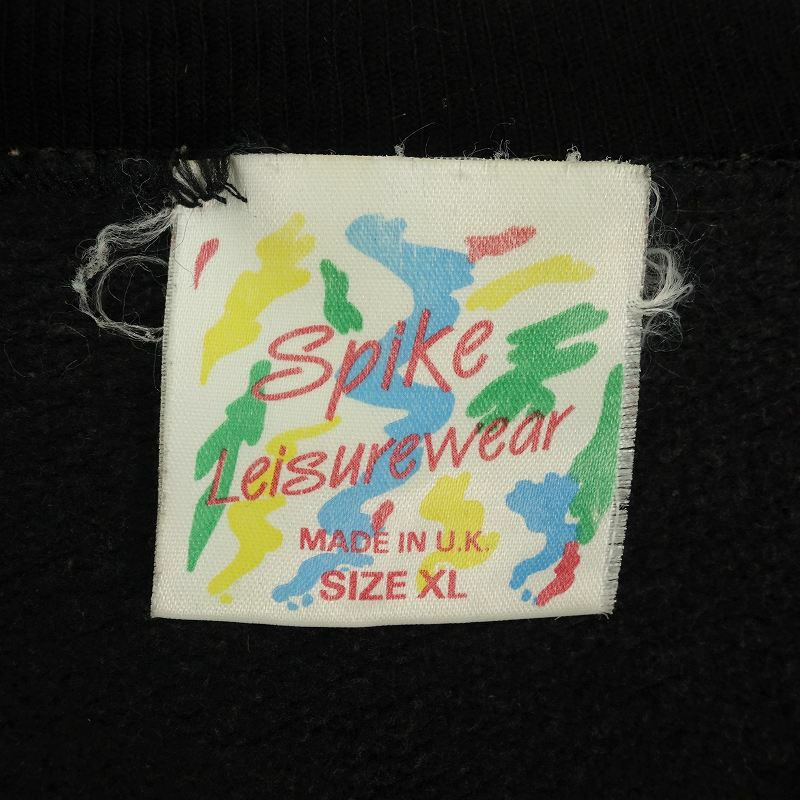 Spike
Leisurewear
MADE IN U.K.
SIZE XL